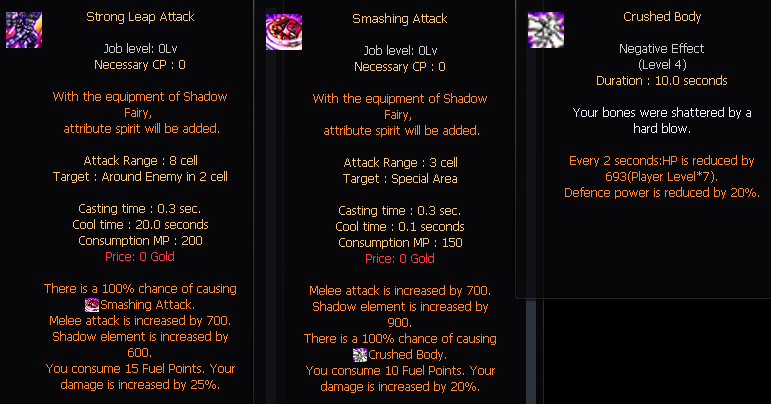 Strong Leap Attack
Job level: 0Lv
Necessary CP : 0
With the equipment of Shadow
Fairy,
attribute spirit will be added.
Attack Range : 8 cell
Target : Around Enemy in 2 cell
Casting time : 0.3 sec.
Cool time : 20.0 seconds
Consumption MP : 200
Price: 0 Gold
There is a 100% chance of causing
Smashing Attack.
Melee attack is increased by 700.
Shadow element is increased by
600.
You consume 15 Fuel Points. Your
damage is increased by 25%.
Smashing Attack
Job level: 0Lv
Necessary CP : 0
With the equipment of Shadow
Fairy,
attribute spirit will be added.
Attack Range : 3 cell
Target : Special Area
Casting time : 0.3 sec.
Cool time : 0.1 seconds
Consumption MP : 150
Price: 0 Gold
Melee attack is increased by 700.
Shadow element is increased by
900.
There is a 100% chance of causing
Crushed Body.
You consume 10 Fuel Points. Your
damage is increased by 20%.
Crushed Body
Negative Effect
(Level 4)
Duration : 10.0 seconds
Your bones were shattered by a
hard blow.
Every 2 seconds:HP is reduced by
693(Player Level*7).
Defence power is reduced by 20%.